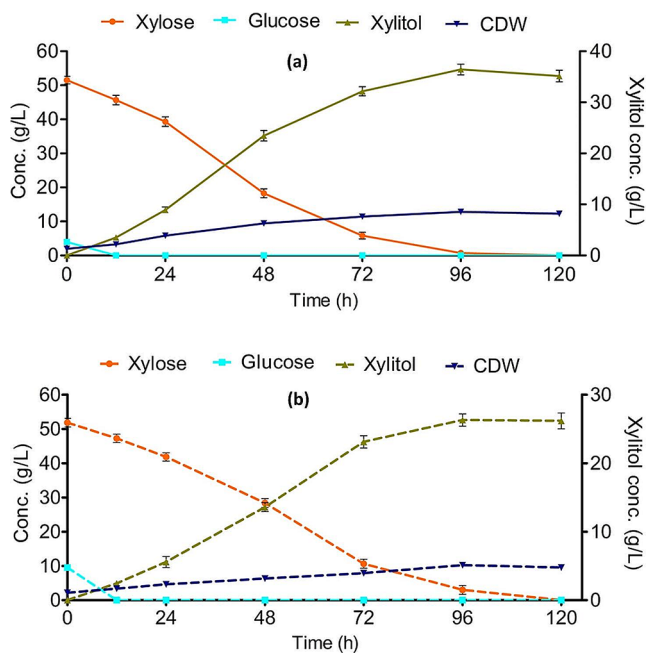 Xylose Glucose Xylitol CDW
(a)
60 40
50
30
40
30 20
20
10
10
0 0
0 24 48 72 96 120
Time (h)
Conc. (g/L)
Xylitol conc. (g/L)
Xylose Glucose Xylitol CDW
(b)
60 30
50
40 20
30
20 10
10
0 0
0 24 48 72 96 120
Time (h)
Conc. (g/L)
Xylitol conc. (g/L)